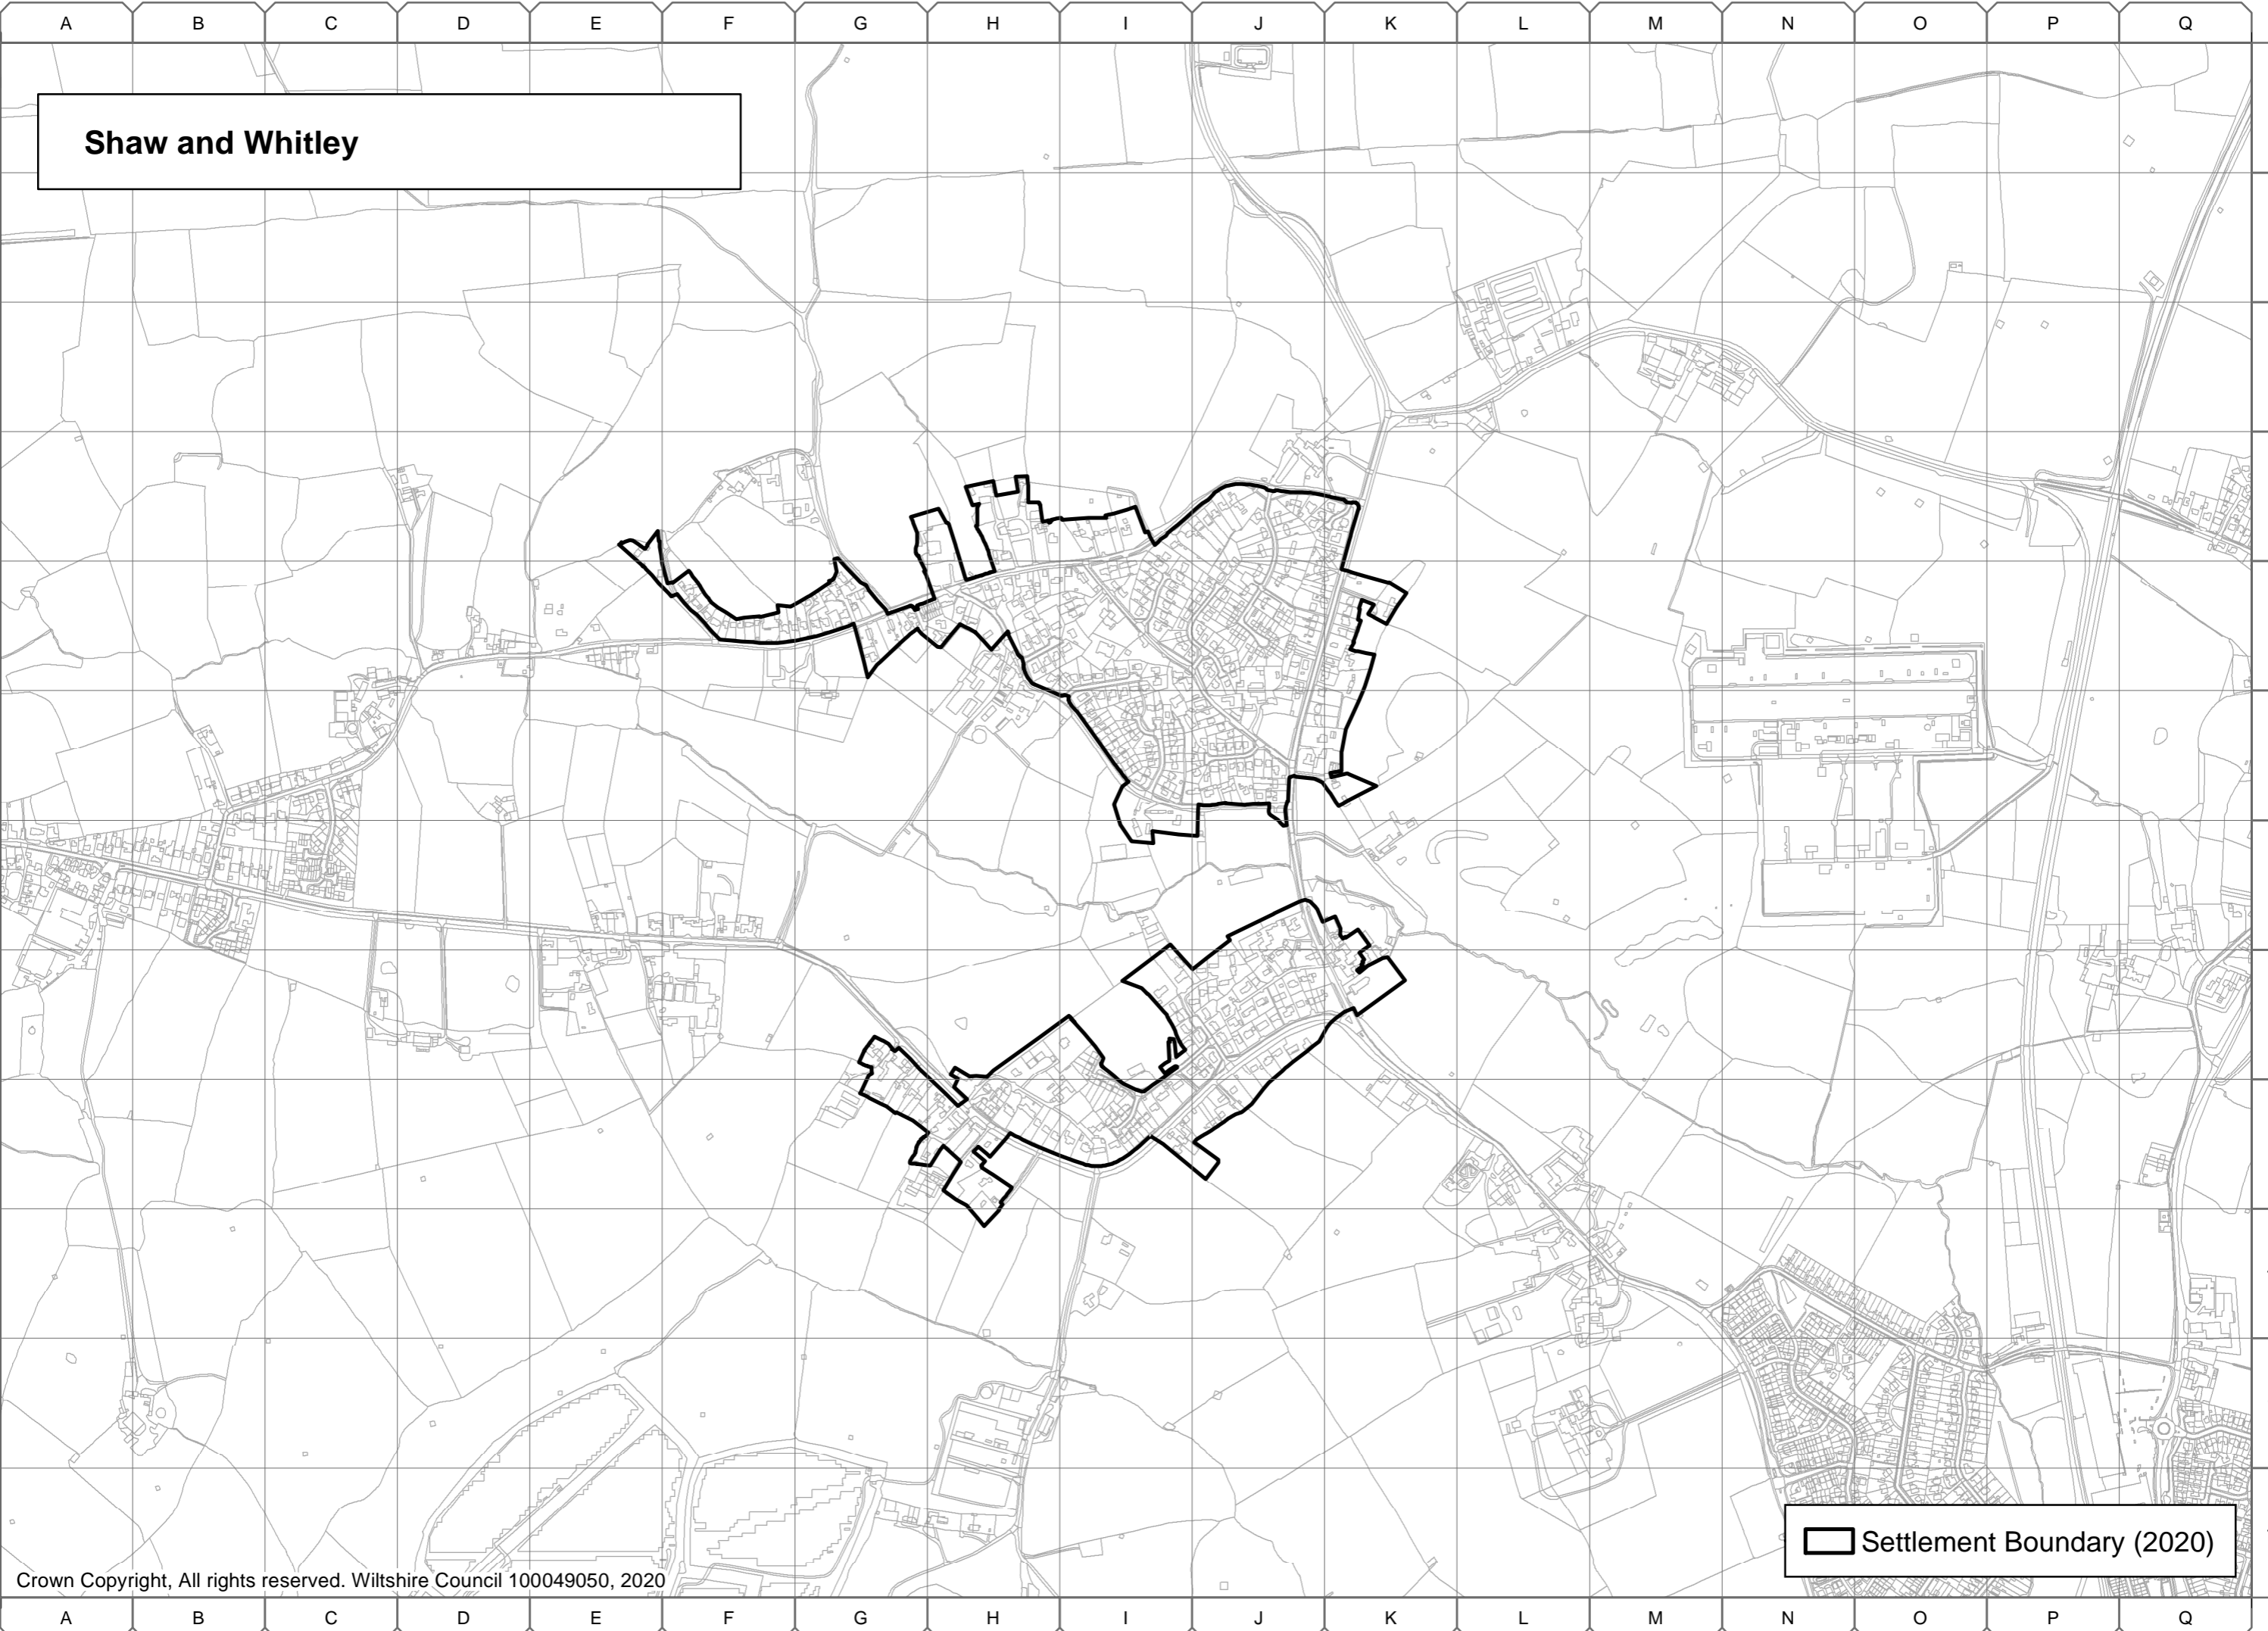 A B C D E F G H I J K L M N O P Q
Shaw and Whitley
Settlement Boundary (2020)
Crown Copyright, All rights reserved. Wiltshire Council 100049050, 2020
A B C D E F G H I J K L M N O P Q